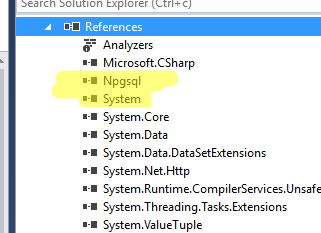 Search Solution Explorer (Ctrl+č)
References
Analyzers
Microsoft.CSharp
Npgsql
System
System.Core
System.Data
System.Data.DataSetExtensions
System.Net.Http
System.Runtime.CompilerServices.Unsafe
System.Threading.Tasks.Extensions
System.ValueTuple